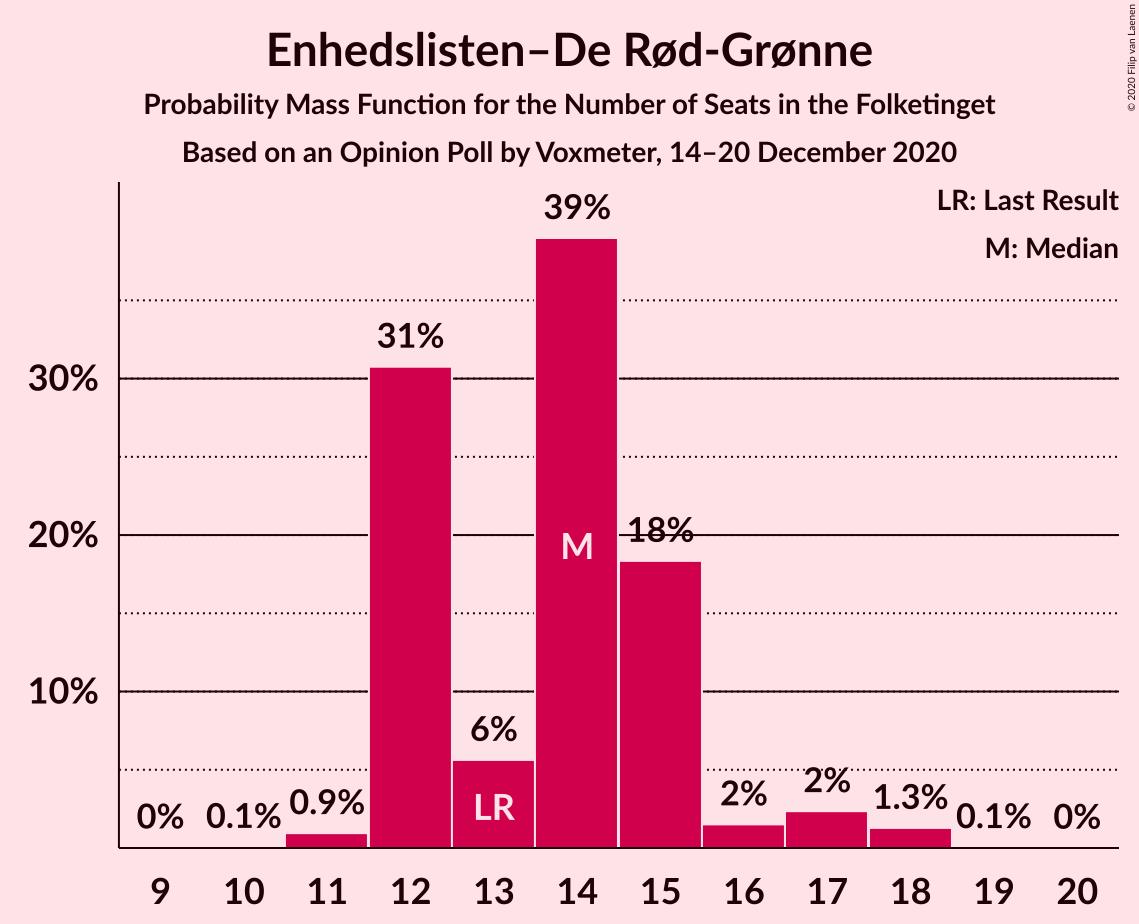 Enhedslisten–De Rød-Grønne
Probability Mass Function for the Number of Seats in the Folketinget
Based on an Opinion Poll by Voxmeter, 14–20 December 2020
© 2020 Filip van Laenen
LR: Last Result
M: Median
39%
31%
30%
20%
18%
M
10%
6%
LR
0%
0.1%
0.9%
2%
2%
1.3%
0.1%
0%
9 10 11 12 13 14 15 16 17 18 19 20